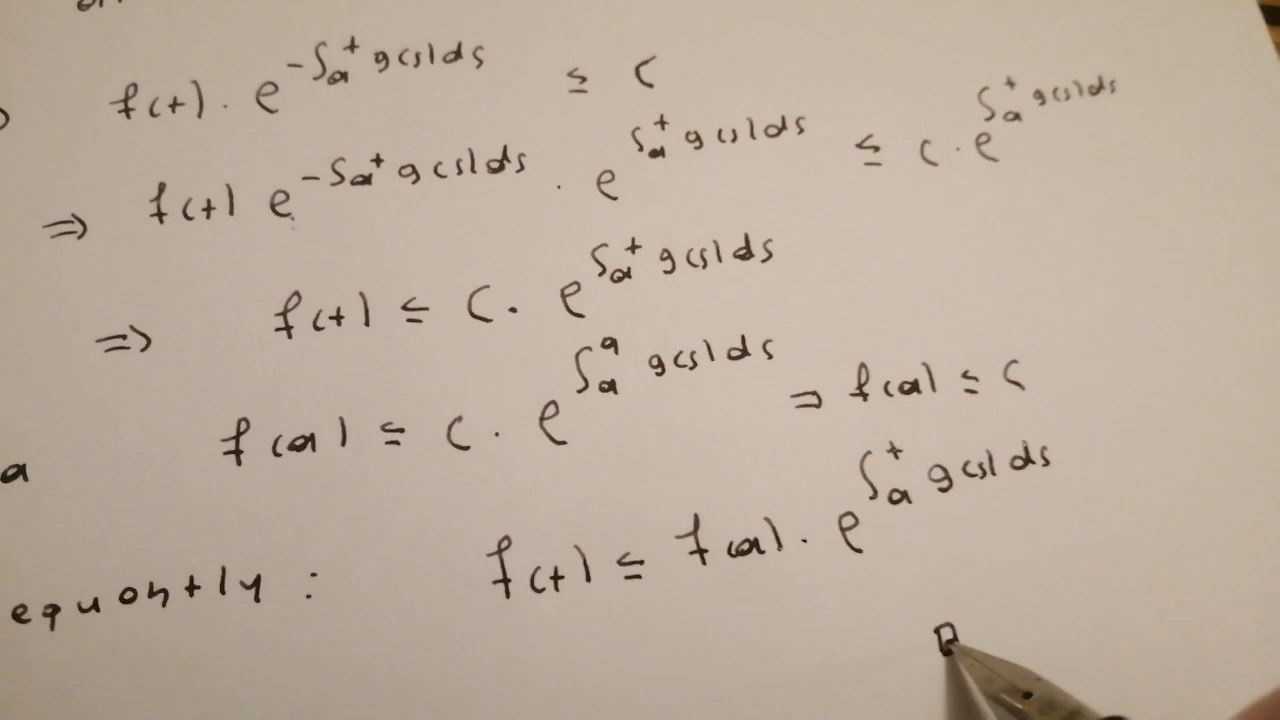 f(t) · e^{-∫_a^t g(s)ds} ≤ C
⇒ f(t) e^{-∫_a^t g(s)ds} · e^{∫_a^t g(s)ds} ≤ C · e^{∫_a^t g(s)ds}
⇒ f(t) ≤ C · e^{∫_a^t g(s)ds}
a f(a) ≤ C · e^{∫_a^a g(s)ds} ⇒ f(a) ≤ C
equently : f(t) ≤ f(a) · e^{∫_a^t g(s)ds}